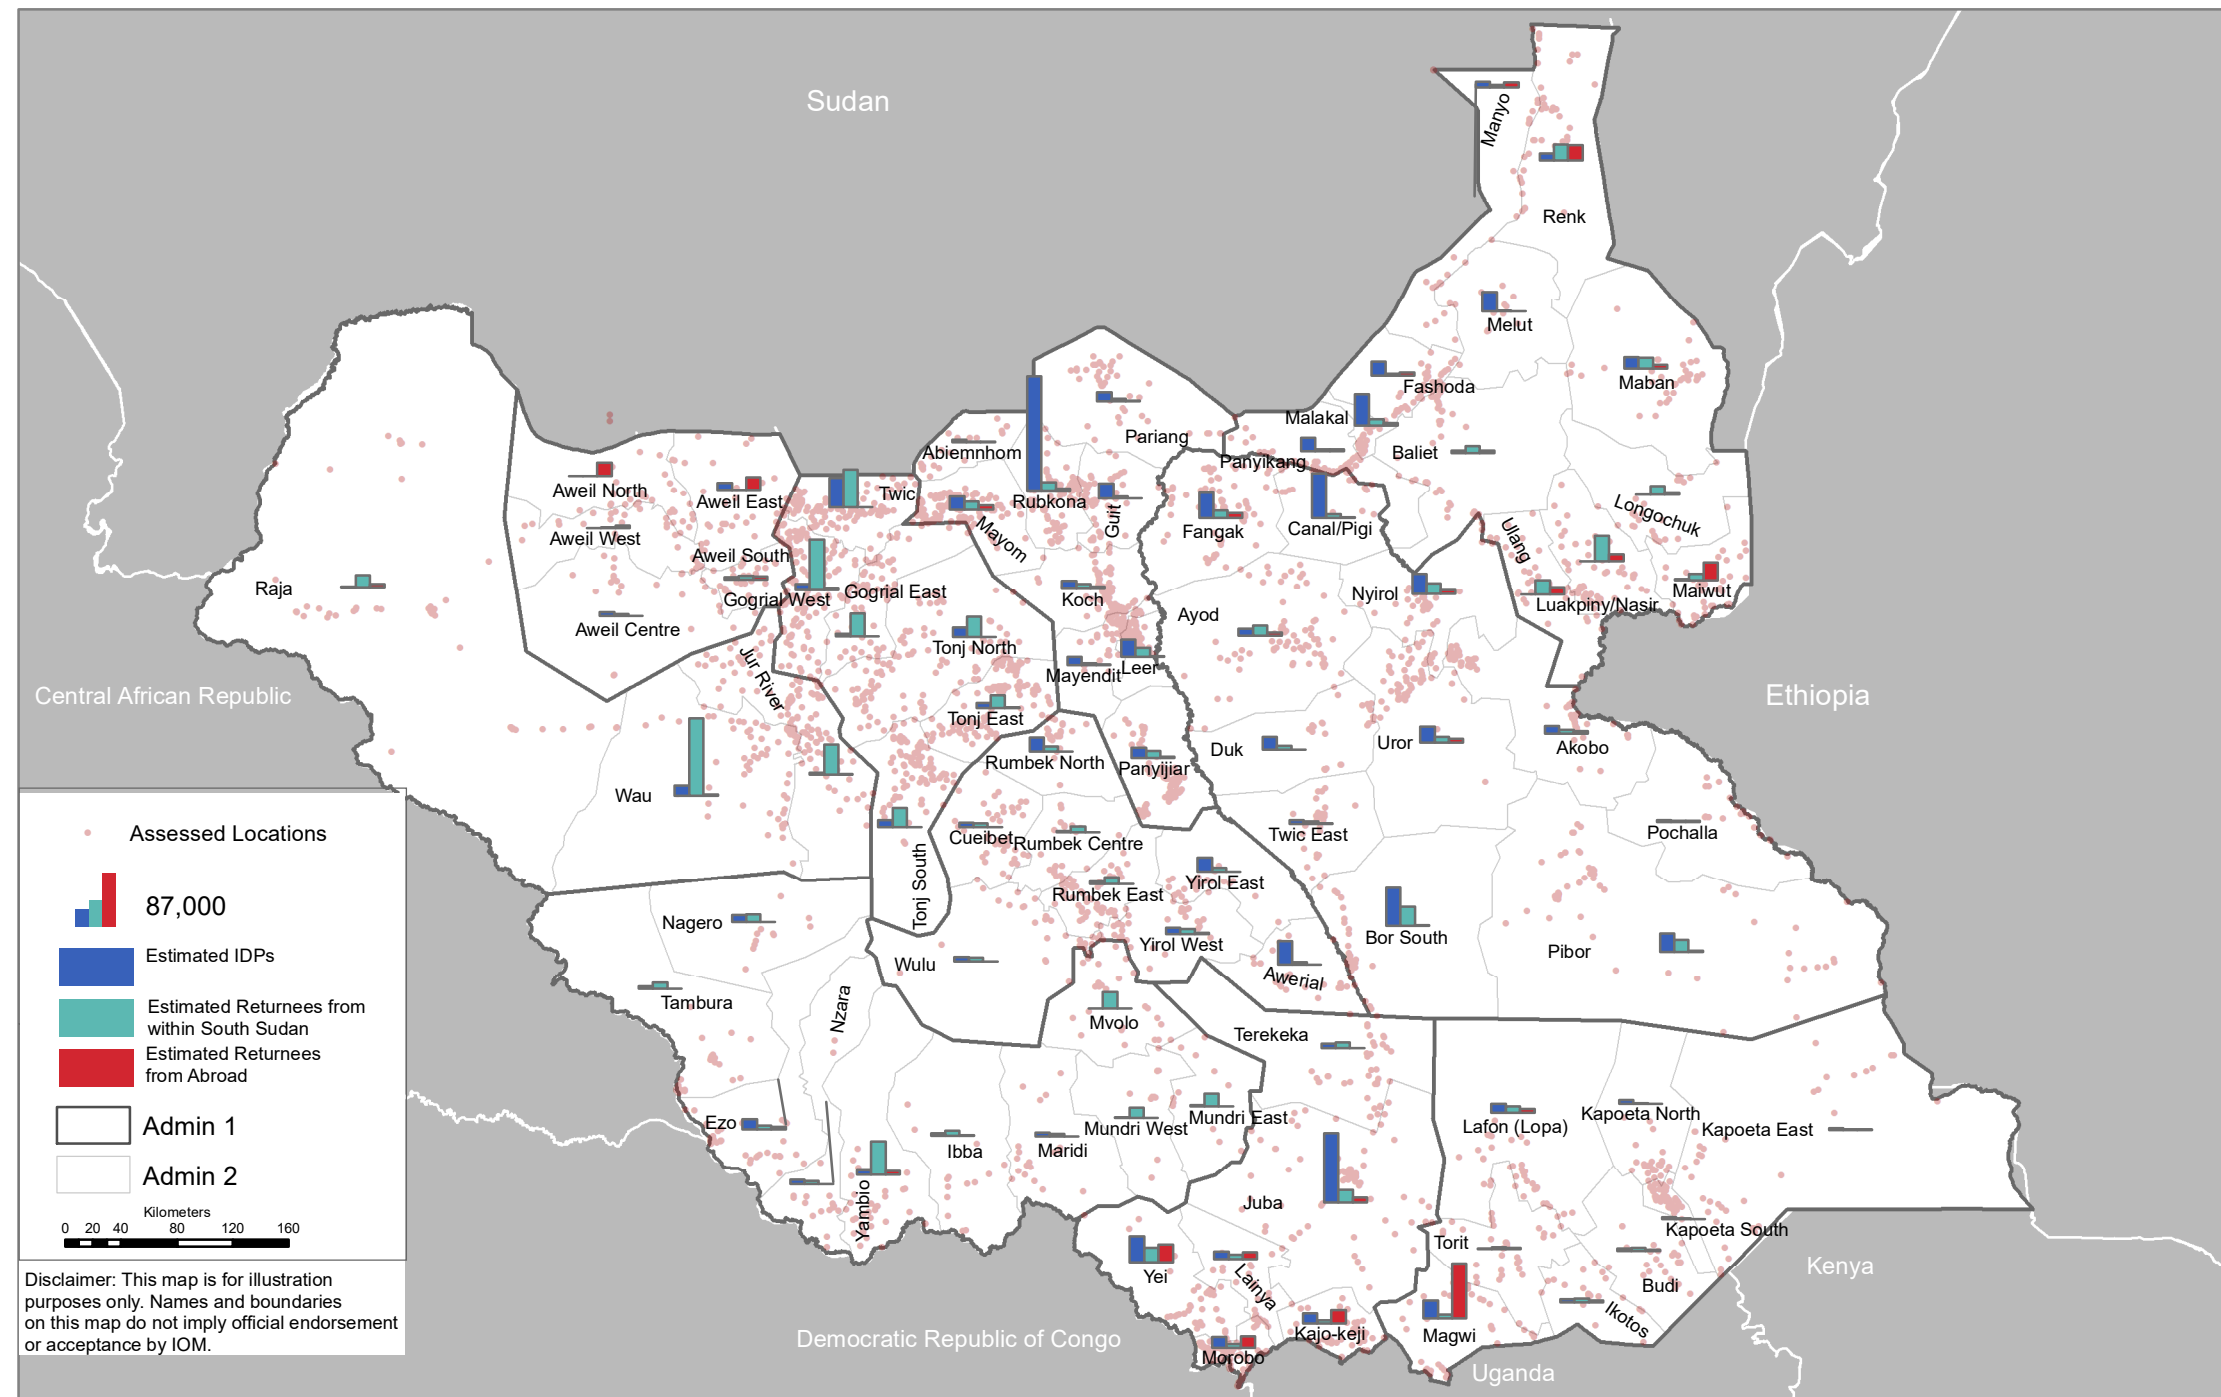 Sudan
Manyo
Renk
Melut
Maban
Fashoda
Malakal
Pariang
Baliet
Abiemnhom
Panyikang
Aweil North
Aweil East
Twic
Rubkona
Guit
Mayom
Fangak
Canal/Pigi
Ulang
Longochuk
Aweil West
Aweil South
Raja
Gogrial West
Gogrial East
Koch
Ayod
Nyirol
Luakpiny/Nasir
Maiwut
Aweil Centre
Jur River
Tonj North
Mayendit
Leer
Central African Republic
Ethiopia
Tonj East
Rumbek North
Panyijiar
Duk
Uror
Akobo
Wau
Cueibet
Rumbek Centre
Twic East
Pochalla
Tonj South
Rumbek East
Yirol East
Nagero
Yirol West
Bor South
Pibor
Wulu
Awerial
Tambura
Nzara
Mvolo
Terekeka
Ezo
Ibba
Maridi
Mundri West
Mundri East
Lafon (Lopa)
Kapoeta North
Kapoeta East
Yambio
Juba
Torit
Kapoeta South
Yei
Lainya
Budi
Kenya
Ikotos
Kajo-keji
Magwi
Morobo
Democratic Republic of Congo
Uganda
Assessed Locations
87,000
Estimated IDPs
Estimated Returnees from
within South Sudan
Estimated Returnees
from Abroad
Admin 1
Admin 2
Kilometers
0 20 40 80 120 160
Disclaimer: This map is for illustration
purposes only. Names and boundaries
on this map do not imply official endorsement
or acceptance by IOM.